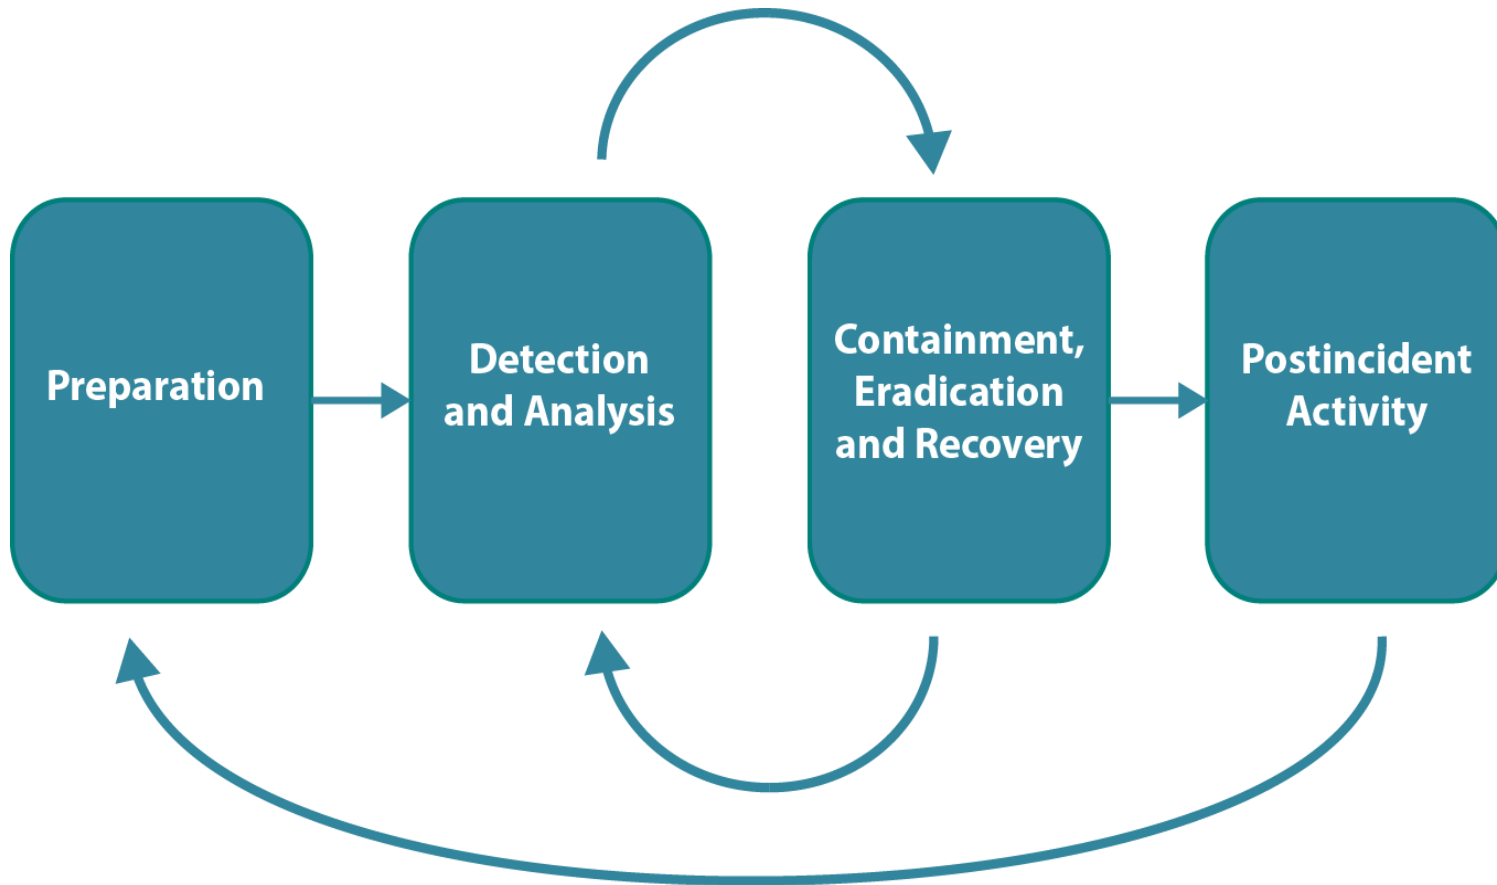 Preparation
Detection
and Analysis
Containment,
Eradication
and Recovery
Postincident
Activity